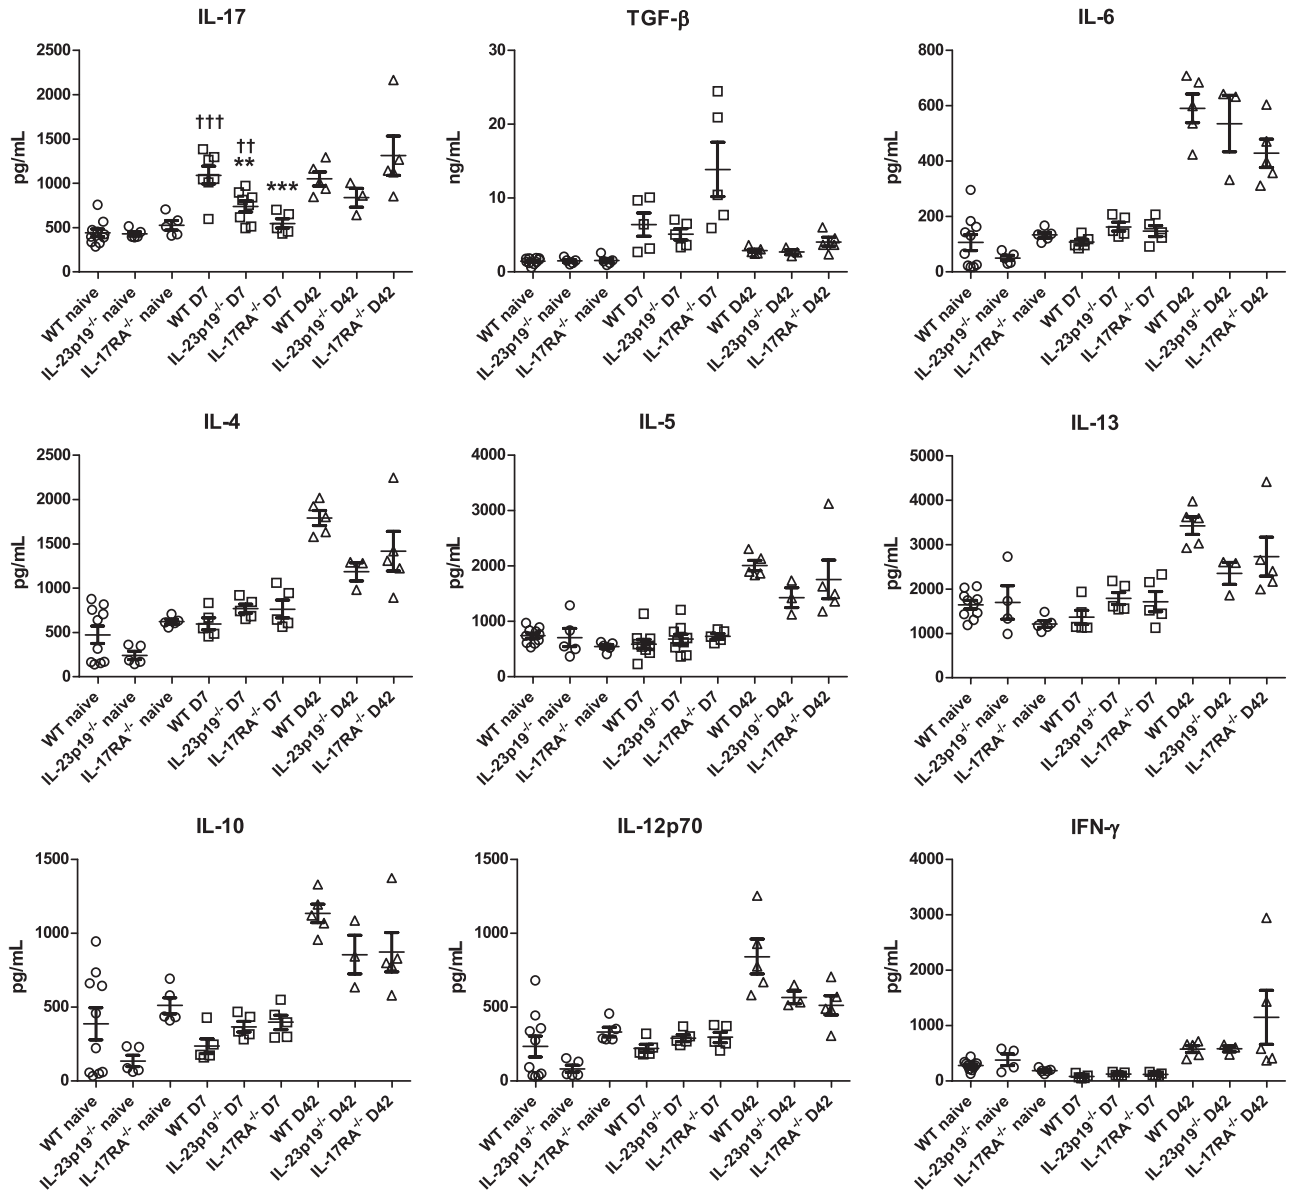 IL-17
2500
2000
1500
1000
500
0
pg/mL
†††
††
**
***
WT naive
IL-23p19-/- naive
IL-17RA-/- naive
WT D7
IL-23p19-/- D7
IL-17RA-/- D7
WT D42
IL-23p19-/- D42
IL-17RA-/- D42
TGF-β
30
20
10
0
ng/mL
WT naive
IL-23p19-/- naive
IL-17RA-/- naive
WT D7
IL-23p19-/- D7
IL-17RA-/- D7
WT D42
IL-23p19-/- D42
IL-17RA-/- D42
IL-6
800
600
400
200
0
pg/mL
WT naive
IL-23p19-/- naive
IL-17RA-/- naive
WT D7
IL-23p19-/- D7
IL-17RA-/- D7
WT D42
IL-23p19-/- D42
IL-17RA-/- D42
IL-4
2500
2000
1500
1000
500
0
pg/mL
WT naive
IL-23p19-/- naive
IL-17RA-/- naive
WT D7
IL-23p19-/- D7
IL-17RA-/- D7
WT D42
IL-23p19-/- D42
IL-17RA-/- D42
IL-5
4000
3000
2000
1000
0
pg/mL
WT naive
IL-23p19-/- naive
IL-17RA-/- naive
WT D7
IL-23p19-/- D7
IL-17RA-/- D7
WT D42
IL-23p19-/- D42
IL-17RA-/- D42
IL-13
5000
4000
3000
2000
1000
0
pg/mL
WT naive
IL-23p19-/- naive
IL-17RA-/- naive
WT D7
IL-23p19-/- D7
IL-17RA-/- D7
WT D42
IL-23p19-/- D42
IL-17RA-/- D42
IL-10
1500
1000
500
0
pg/mL
WT naive
IL-23p19-/- naive
IL-17RA-/- naive
WT D7
IL-23p19-/- D7
IL-17RA-/- D7
WT D42
IL-23p19-/- D42
IL-17RA-/- D42
IL-12p70
1500
1000
500
0
pg/mL
WT naive
IL-23p19-/- naive
IL-17RA-/- naive
WT D7
IL-23p19-/- D7
IL-17RA-/- D7
WT D42
IL-23p19-/- D42
IL-17RA-/- D42
IFN-γ
4000
3000
2000
1000
0
pg/mL
WT naive
IL-23p19-/- naive
IL-17RA-/- naive
WT D7
IL-23p19-/- D7
IL-17RA-/- D7
WT D42
IL-23p19-/- D42
IL-17RA-/- D42